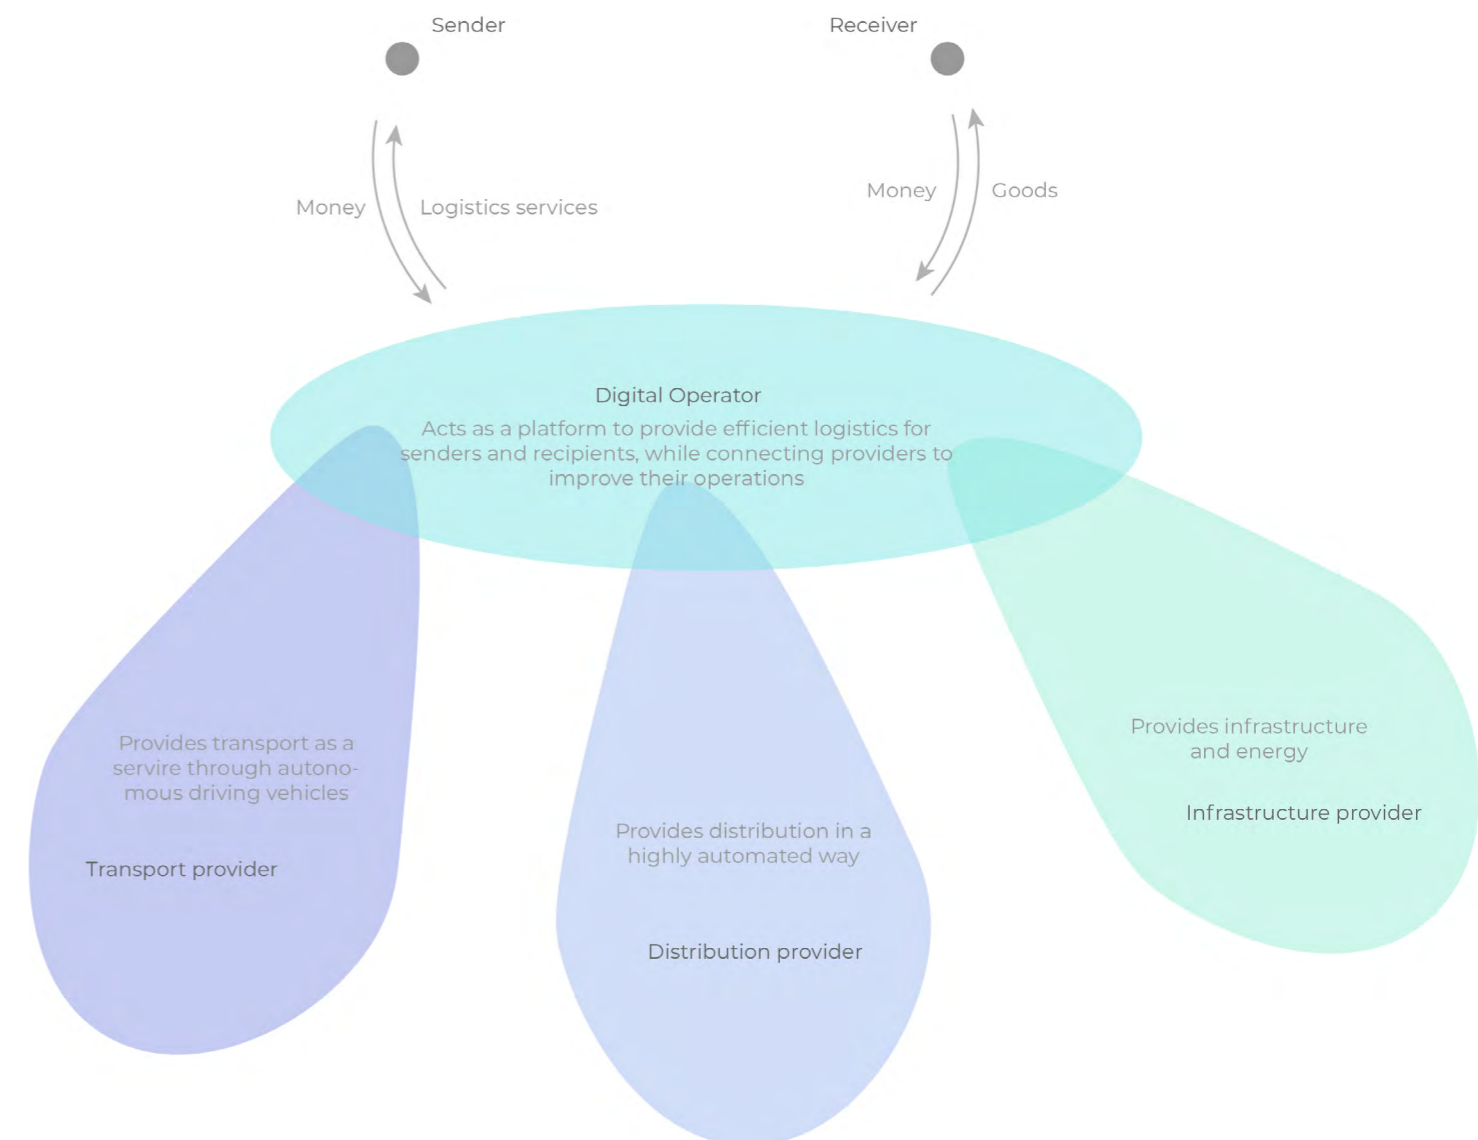 Sender
Receiver
Money
Logistics services
Money
Goods
Digital Operator
Acts as a platform to provide efficient logistics for
senders and recipients, while connecting providers to
improve their operations
Provides transport as a
servire through autono-
mous driving vehicles
Transport provider
Provides distribution in a
highly automated way
Distribution provider
Provides infrastructure
and energy
Infrastructure provider